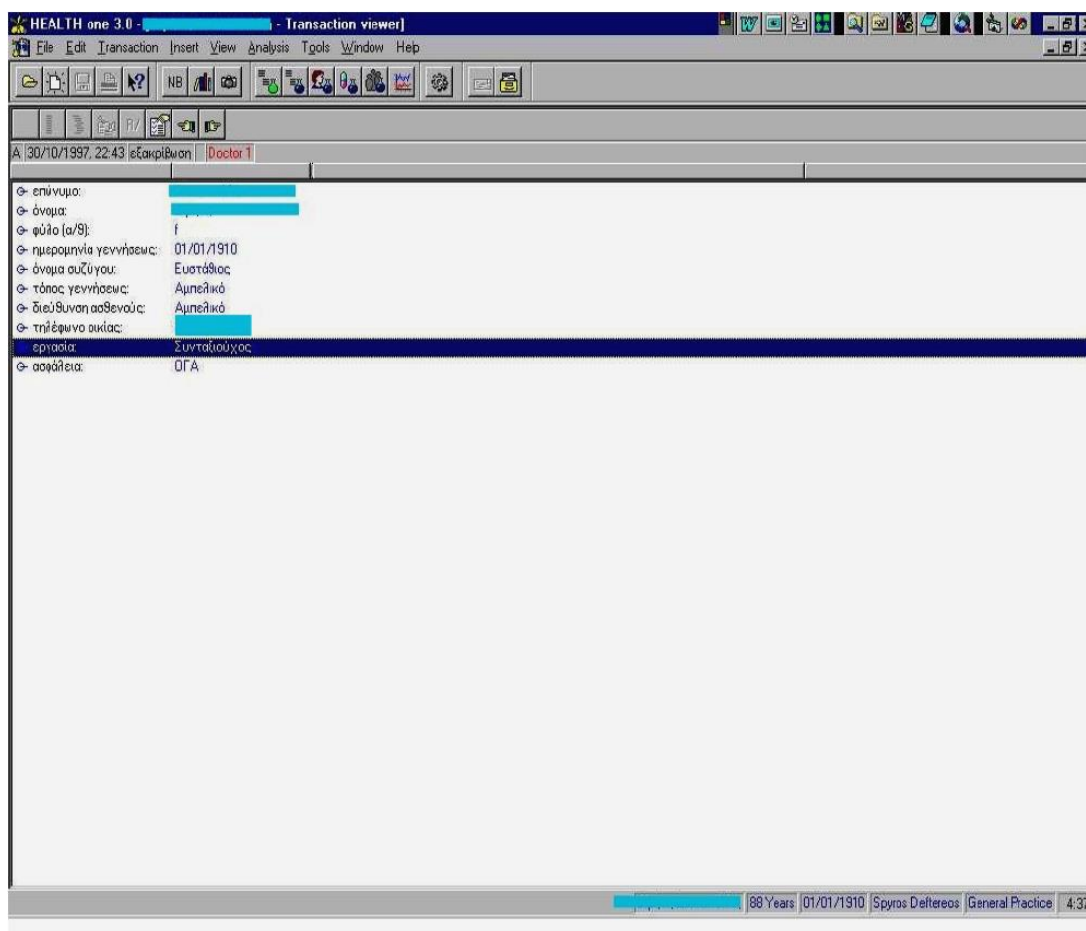 HEALTH one 3.0 - - Transaction viewer]
File Edit Transaction Insert View Analysis Tools Window Help
NB
R/
A 30/10/1997, 22:43 εξακρίβωση Doctor 1
επώνυμο:
όνομα:
φύλο (α/θ): f
ημερομηνία γεννήσεως: 01/01/1910
όνομα συζύγου: Ευστάθιος
τόπος γεννήσεως: Αμπελικό
διεύθυνση ασθενούς: Αμπελικό
τηλέφωνο οικίας:
εργασία: Συνταξιούχος
ασφάλεια: ΟΓΑ
88 Years 01/01/1910 Spyros Deftereos General Practice 4:37